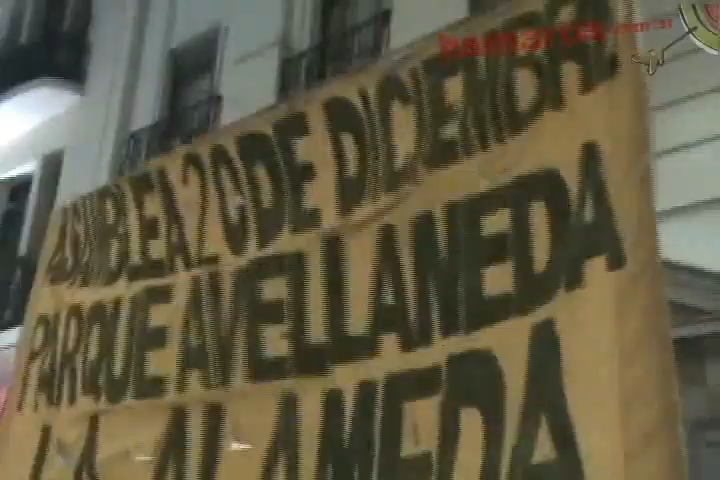 ASAMBLEA 20 DE DICIEMBRE
PARQUE AVELLANEDA
LA ALAMEDA